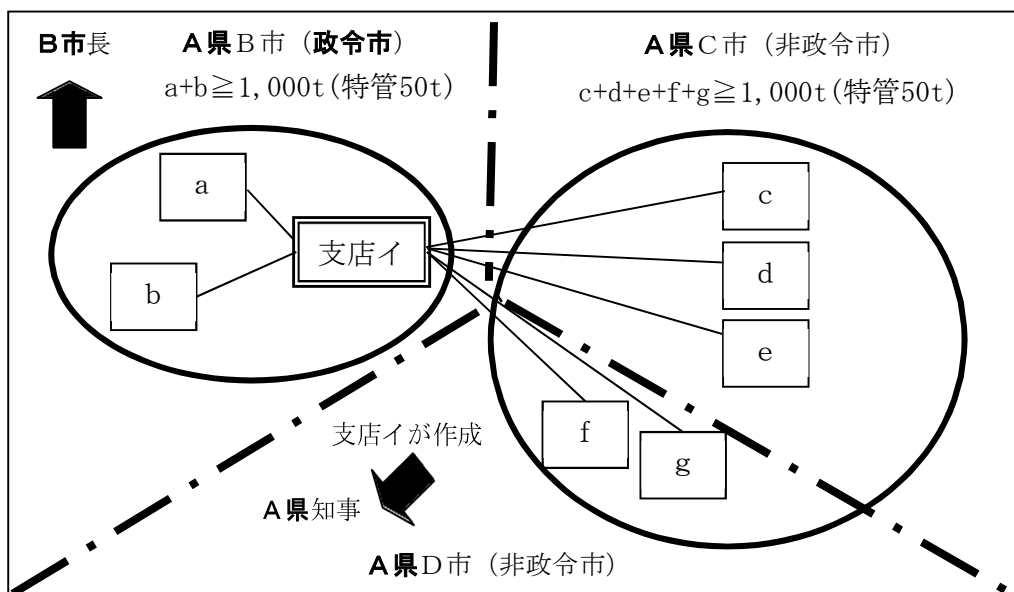 B市長
A県B市（政令市）
a+b≧1,000t(特管50t)
A県C市（非政令市）
c+d+e+f+g≧1,000t(特管50t)
a
b
支店イ
c
d
e
f
g
支店イが作成
A県知事
A県D市（非政令市）